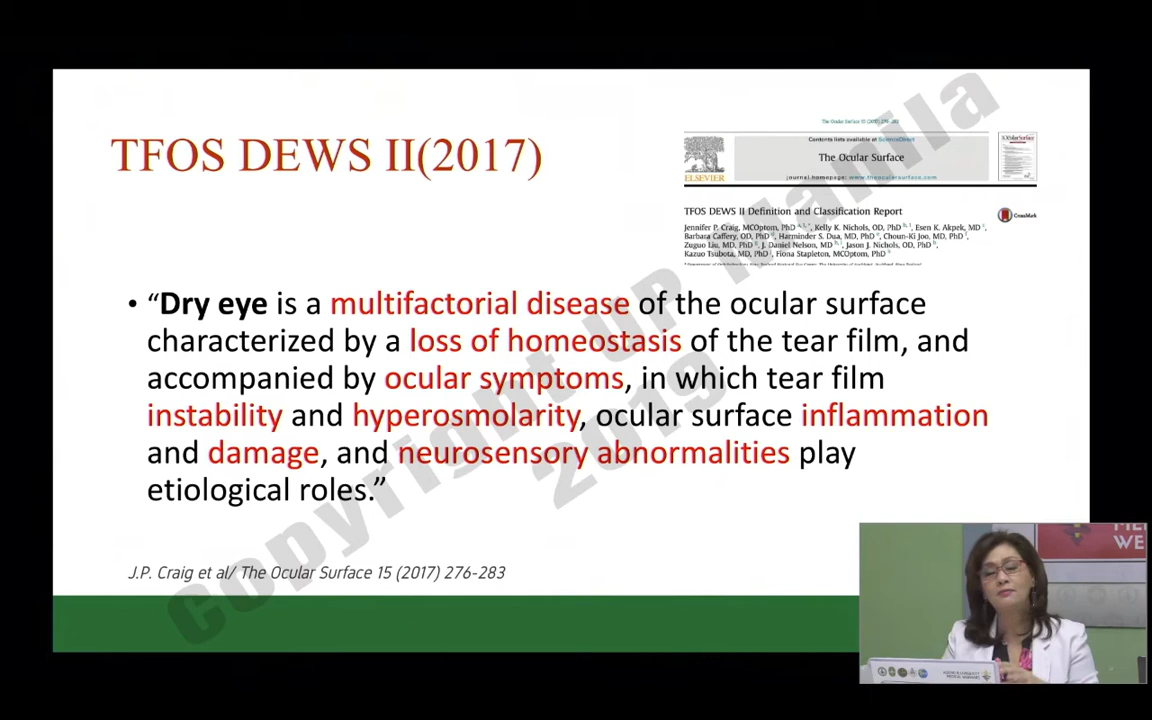 TFOS DEWS II(2017)
The Ocular Surface 15 (2017) 276-283
Contents lists available at ScienceDirect
The Ocular Surface
journal homepage: www.theocularsurface.com
ELSEVIER
TFOS DEWS II Definition and Classification Report
CrossMark
Jennifer P. Craig, MCOptom, PhD, Kelly K. Nichols, OD, PhD, Esen K. Akpek, MD
Barbara Caffery, OD, PhD, Harminder S. Dua, MD, PhD, Choun-Ki Joo, MD, PhD
Zuguo Liu, MD, PhD, J. Daniel Nelson, MD, Jason J. Nichols, OD, PhD
Kazuo Tsubota, MD, PhD, Fiona Stapleton, MCOptom, PhD
• “Dry eye is a multifactorial disease of the ocular surface
characterized by a loss of homeostasis of the tear film, and
accompanied by ocular symptoms, in which tear film
instability and hyperosmolarity, ocular surface inflammation
and damage, and neurosensory abnormalities play
etiological roles.”
J.P. Craig et al/ The Ocular Surface 15 (2017) 276-283
Copyright UP Manila
2019
WE